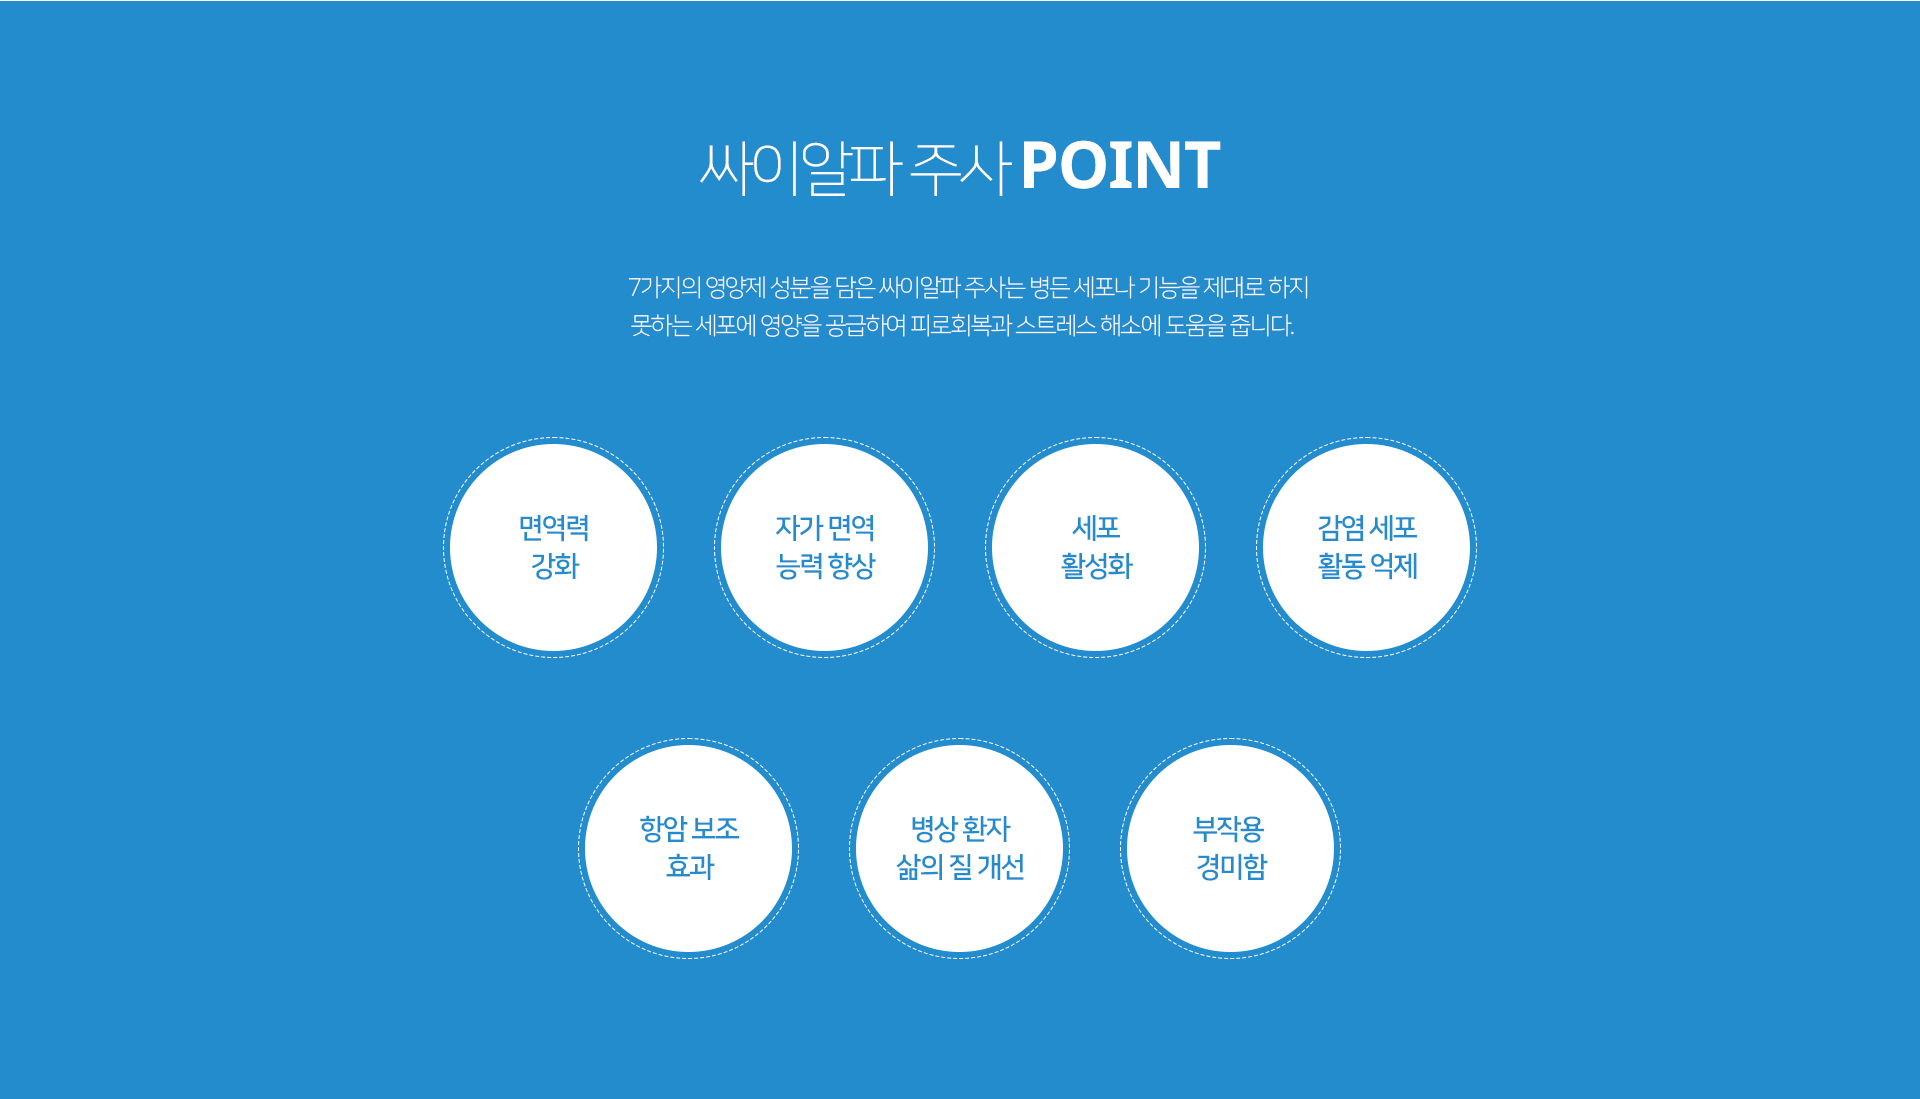 싸이알파 주사 POINT
7가지의 영양제 성분을 담은 싸이알파 주사는 병든 세포나 기능을 제대로 하지
못하는 세포에 영양을 공급하여 피로회복과 스트레스 해소에 도움을 줍니다.
면역력
강화
자가 면역
능력 향상
세포
활성화
감염 세포
활동 억제
항암 보조
효과
병상 환자
삶의 질 개선
부작용
경미함